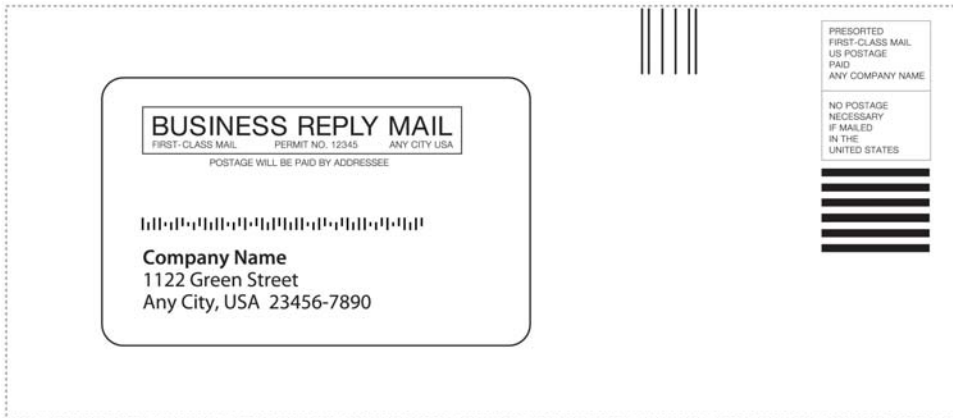 PRESORTED
FIRST-CLASS MAIL
US POSTAGE
PAID
ANY COMPANY NAME
NO POSTAGE
NECESSARY
IF MAILED
IN THE
UNITED STATES
BUSINESS REPLY MAIL
FIRST-CLASS MAIL PERMIT NO. 12345 ANY CITY USA
POSTAGE WILL BE PAID BY ADDRESSEE
Company Name
1122 Green Street
Any City, USA 23456-7890